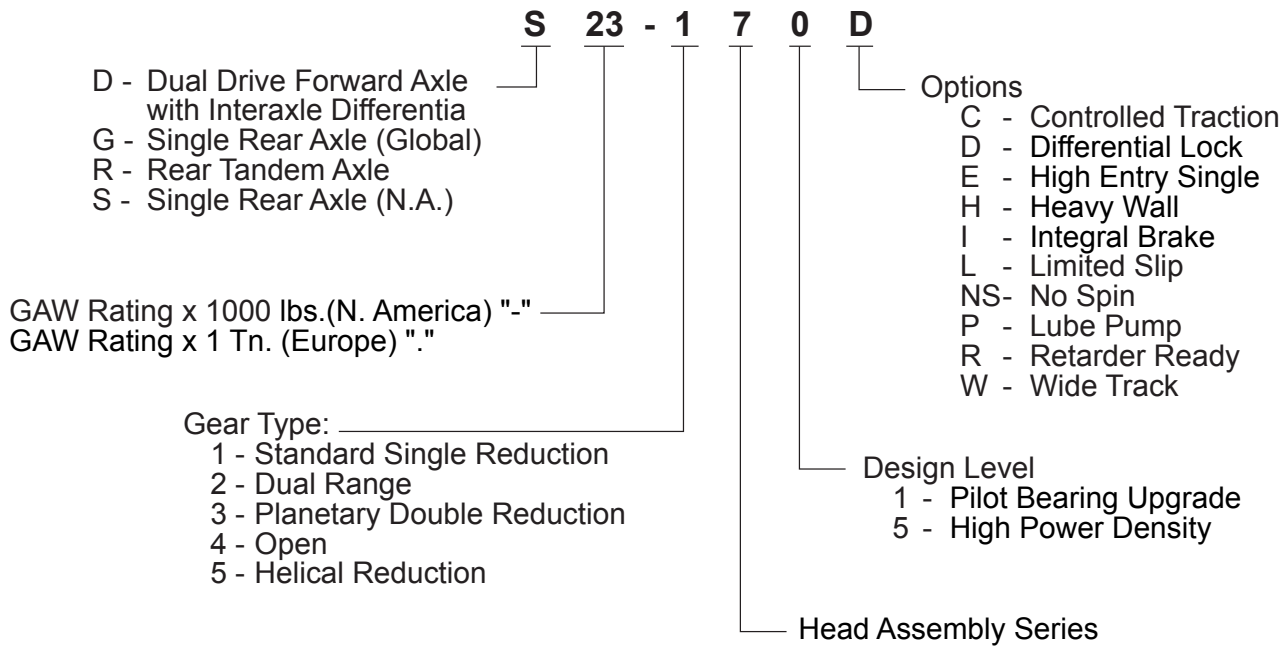 S 23 - 1 7 0 D
D - Dual Drive Forward Axle
with Interaxle Differentia
G - Single Rear Axle (Global)
R - Rear Tandem Axle
S - Single Rear Axle (N.A.)
GAW Rating x 1000 lbs.(N. America) "-"
GAW Rating x 1 Tn. (Europe) "."
Gear Type:
1 - Standard Single Reduction
2 - Dual Range
3 - Planetary Double Reduction
4 - Open
5 - Helical Reduction
Options
C - Controlled Traction
D - Differential Lock
E - High Entry Single
H - Heavy Wall
I - Integral Brake
L - Limited Slip
NS- No Spin
P - Lube Pump
R - Retarder Ready
W - Wide Track
Design Level
1 - Pilot Bearing Upgrade
5 - High Power Density
Head Assembly Series